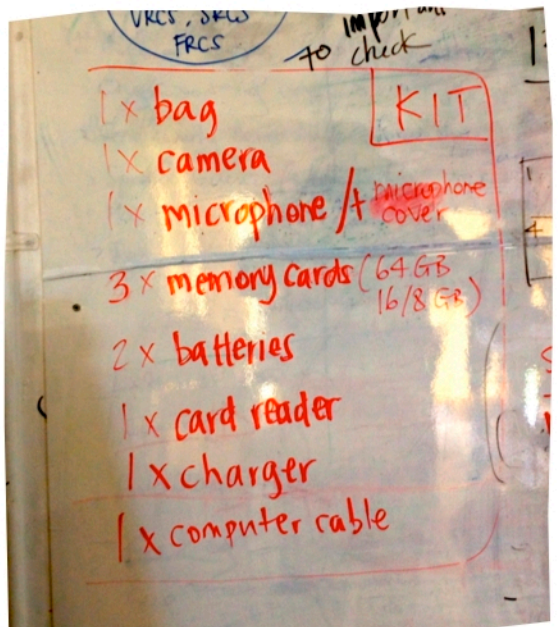 VRCS, SRCS
FRCS
important
to check
KIT
1 x bag
1 x camera
1 x microphone / + microphone cover
3 x memory cards (64 GB
16/8 GB)
2 x batteries
1 x card reader
1 x charger
1 x computer cable